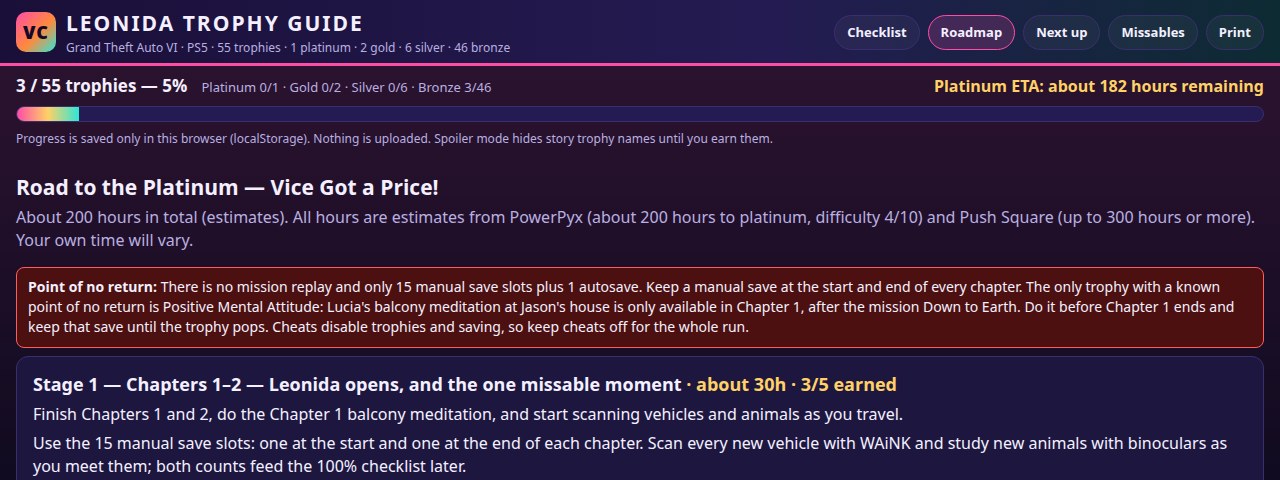 vc
LEONIDA TROPHY GUIDE
Grand Theft Auto VI · PS5 · 55 trophies · 1 platinum · 2 gold · 6 silver · 46 bronze
Checklist
Roadmap
Next up
Missables
Print
3 / 55 trophies — 5%
Platinum 0/1 · Gold 0/2 · Silver 0/6 · Bronze 3/46
Platinum ETA: about 182 hours remaining
Progress is saved only in this browser (localStorage). Nothing is uploaded. Spoiler mode hides story trophy names until you earn them.
Road to the Platinum — Vice Got a Price!
About 200 hours in total (estimates). All hours are estimates from PowerPyx (about 200 hours to platinum, difficulty 4/10) and Push Square (up to 300 hours or more).
Your own time will vary.
Point of no return: There is no mission replay and only 15 manual save slots plus 1 autosave. Keep a manual save at the start and end of every chapter. The only trophy with a known
point of no return is Positive Mental Attitude: Lucia's balcony meditation at Jason's house is only available in Chapter 1, after the mission Down to Earth. Do it before Chapter 1 ends and
keep that save until the trophy pops. Cheats disable trophies and saving, so keep cheats off for the whole run.
Stage 1 — Chapters 1–2 — Leonida opens, and the one missable moment · about 30h · 3/5 earned
Finish Chapters 1 and 2, do the Chapter 1 balcony meditation, and start scanning vehicles and animals as you travel.
Use the 15 manual save slots: one at the start and one at the end of each chapter. Scan every new vehicle with WAiNK and study new animals with binoculars as
you meet them; both counts feed the 100% checklist later.